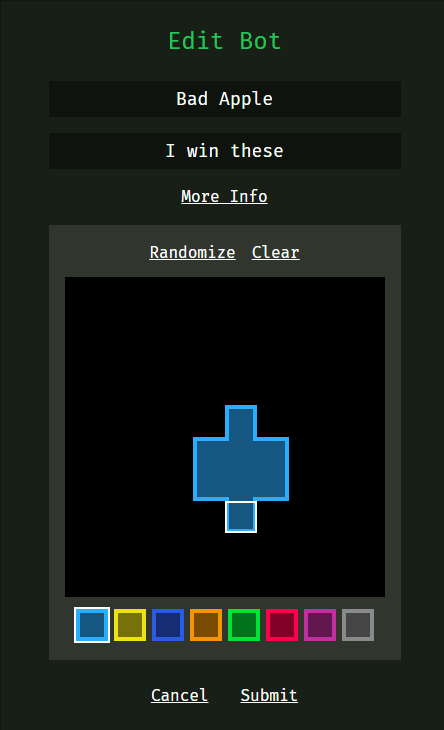 Edit Bot
Bad Apple
I win these
More Info
Randomize Clear
Cancel Submit